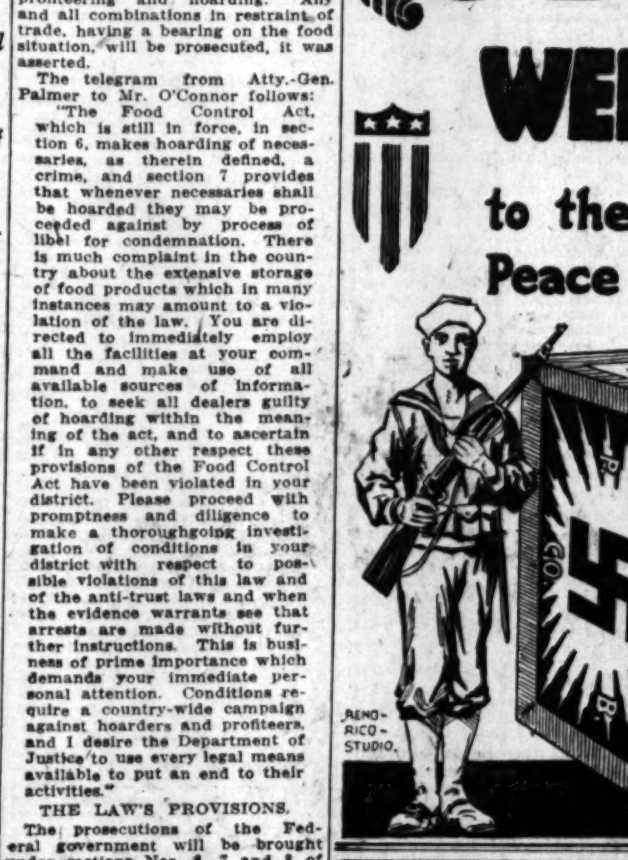 and all combinations in restraint of
trade, having a bearing on the food
situation, will be prosecuted, it was
asserted.
The telegram from Atty.-Gen.
Palmer to Mr. O'Connor follows:
"The Food Control Act,
which is still in force, in sec-
tion 6, makes hoarding of neces-
saries, as therein defined, a
crime, and section 7 provides
that whenever necessaries shall
be hoarded they may be pro-
ceeded against by process of
libel for condemnation. There
is much complaint in the coun-
try about the extensive storage
of food products which in many
instances may amount to a vio-
lation of the law. You are di-
rected to immediately employ
all the facilities at your com-
mand and make use of all
available sources of informa-
tion, to seek all dealers guilty
of hoarding within the mean-
ing of the act, and to ascertain
if in any other respect these
provisions of the Food Control
Act have been violated in your
district. Please proceed with
promptness and diligence to
make a thoroughgoing investi-
gation of conditions in your
district with respect to pos-
sible violations of this law and
of the anti-trust laws and when
the evidence warrants see that
arrests are made without fur-
ther instructions. This is busi-
ness of prime importance which
demands your immediate per-
sonal attention. Conditions re-
quire a country-wide campaign
against hoarders and profiteers,
and I desire the Department of
Justice to use every legal means
available to put an end to their
activities."
THE LAW'S PROVISIONS.
The prosecutions of the Fed-
eral government will be brought
to the
Peace
RENO-
RICO-
STUDIO.
GO.
B.
B.